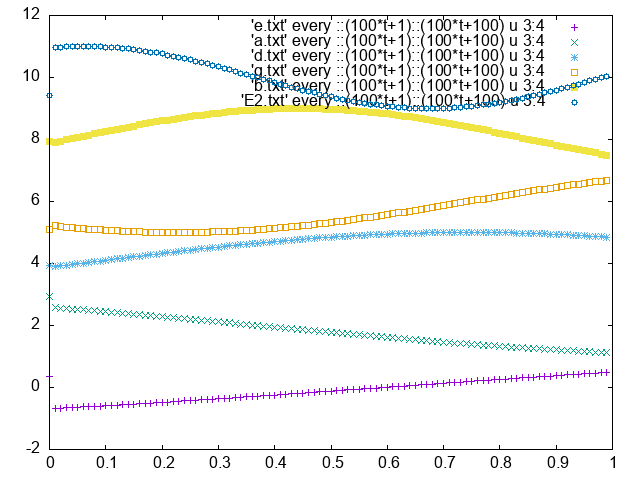 12
10
8
6
4
2
0
-2
'e.txt' every ::(100*t+1)::(100*t+100) u 3:4
'a.txt' every ::(100*t+1)::(100*t+100) u 3:4
'd.txt' every ::(100*t+1)::(100*t+100) u 3:4
'g.txt' every ::(100*t+1)::(100*t+100) u 3:4
'b.txt' every ::(100*t+1)::(100*t+100) u 3:4
'E2.txt' every ::(100*t+1)::(100*t+100) u 3:4
0 0.1 0.2 0.3 0.4 0.5 0.6 0.7 0.8 0.9 1